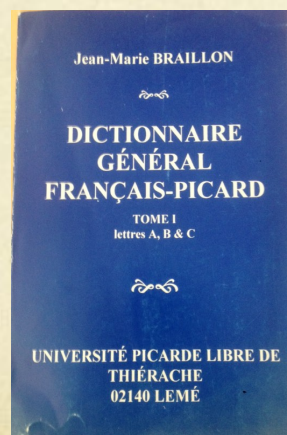 Jean-Marie BRAILLON
DICTIONNAIRE
GÉNÉRAL
FRANÇAIS-PICARD
TOME I
lettres A, B & C
UNIVERSITÉ PICARDE LIBRE DE
THIÉRACHE
02140 LEMÉ